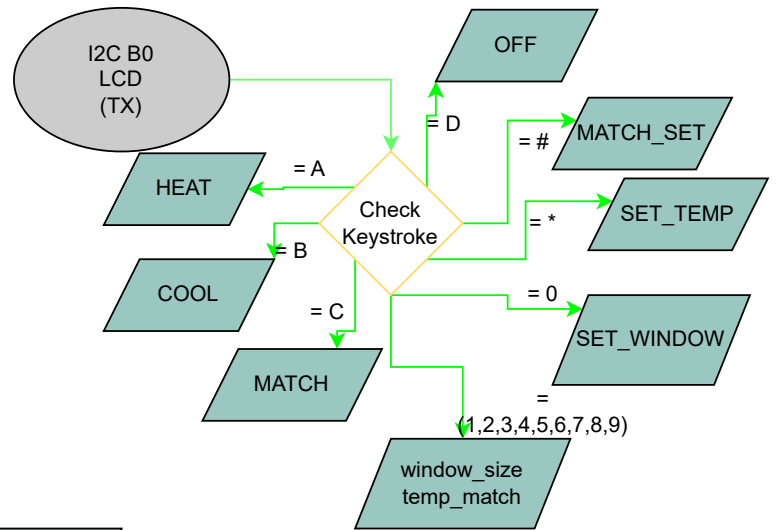 I2C B0
LCD
(TX)
OFF
= D
MATCH_SET
= #
HEAT
= A
Check
Keystroke
SET_TEMP
= *
= B
COOL
= C
= 0
SET_WINDOW
MATCH
=
(1,2,3,4,5,6,7,8,9)
window_size
temp_match